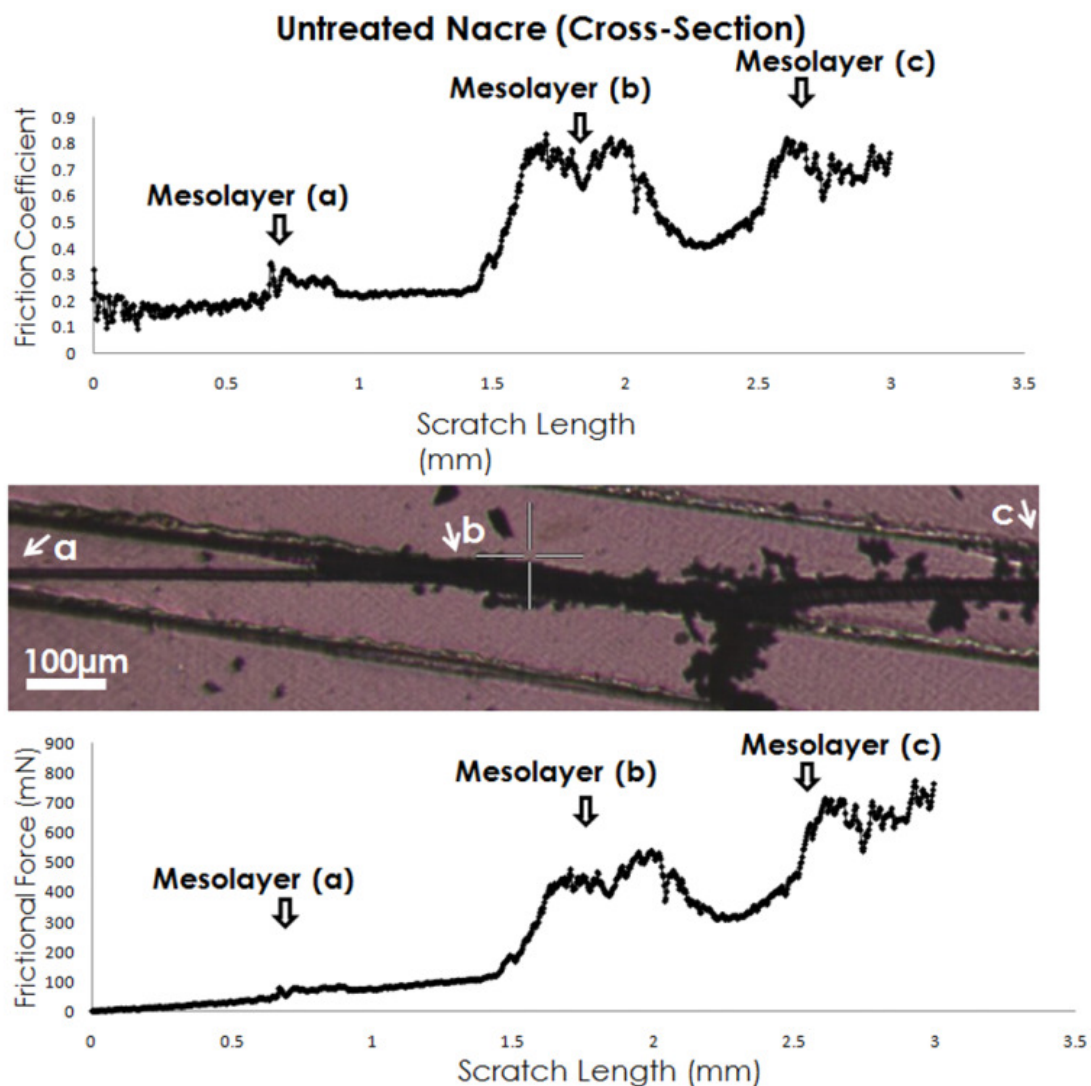 Untreated Nacre (Cross-Section)
Mesolayer (c)
Mesolayer (b)
Mesolayer (a)
Friction Coefficient
0.9
0.8
0.7
0.6
0.5
0.4
0.3
0.2
0.1
0
0 0.5 1 1.5 2 2.5 3 3.5
Scratch Length
(mm)
a
b
c
100µm
Mesolayer (c)
Mesolayer (b)
Mesolayer (a)
Frictional Force (mN)
900
800
700
600
500
400
300
200
100
0
0 0.5 1 1.5 2 2.5 3 3.5
Scratch Length (mm)